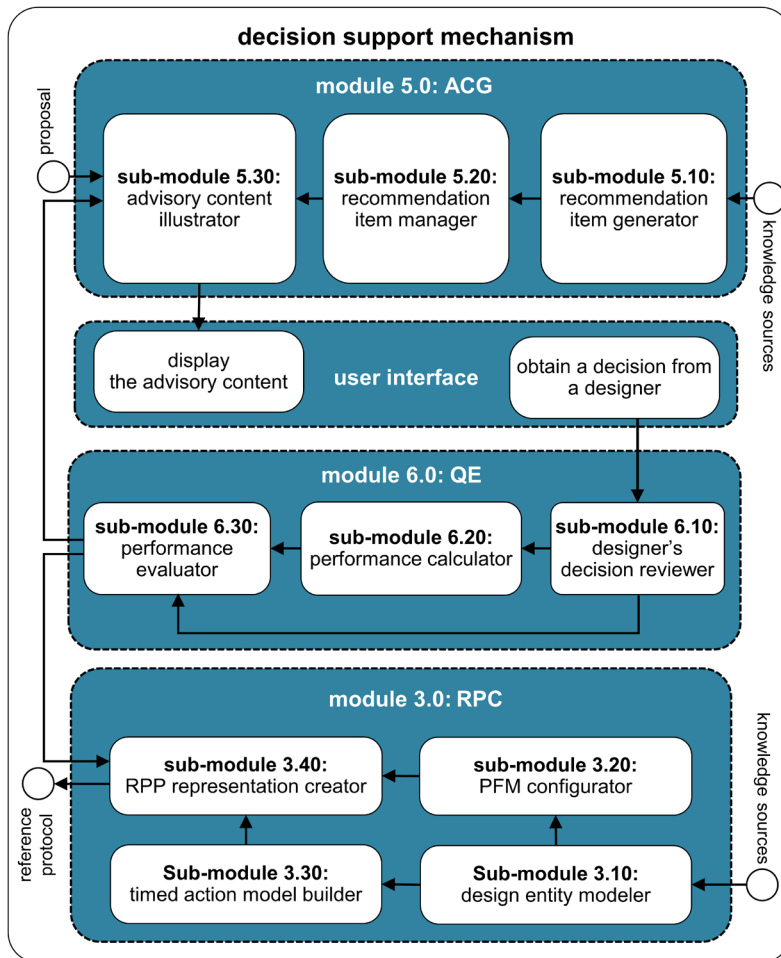 decision support mechanism
module 5.0: ACG
proposal
sub-module 5.30:
advisory content
illustrator
sub-module 5.20:
recommendation
item manager
sub-module 5.10:
recommendation
item generator
knowledge sources
display
the advisory content
user interface
obtain a decision from
a designer
module 6.0: QE
sub-module 6.30:
performance
evaluator
sub-module 6.20:
performance calculator
sub-module 6.10:
designer’s
decision reviewer
module 3.0: RPC
sub-module 3.40:
RPP representation creator
sub-module 3.20:
PFM configurator
knowledge sources
reference
protocol
Sub-module 3.30:
timed action model builder
Sub-module 3.10:
design entity modeler